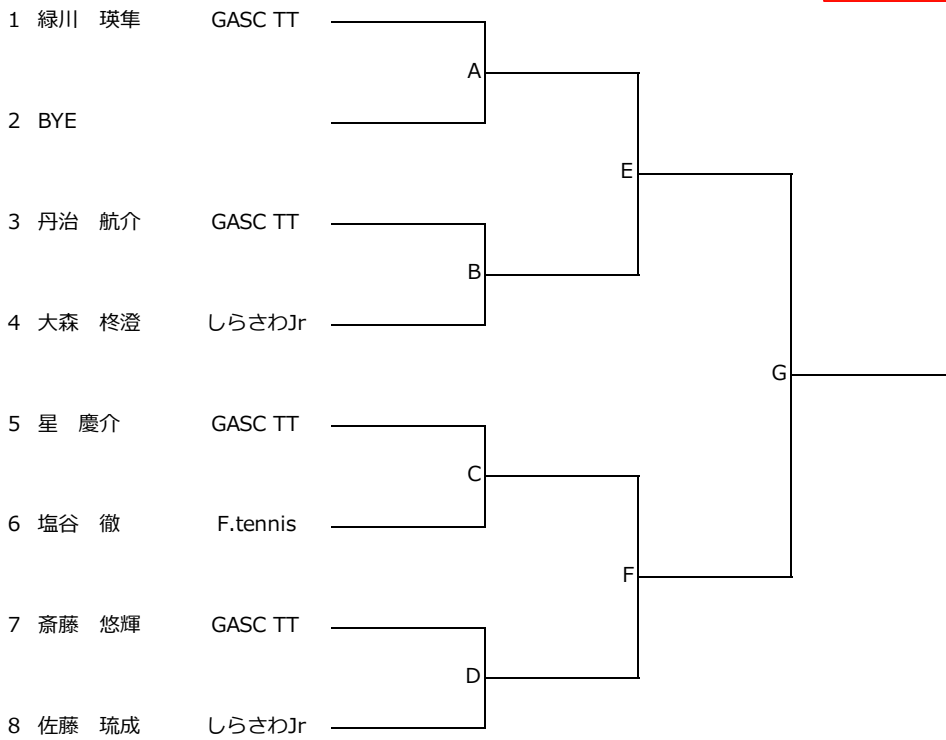 1 緑川 瑛隼 GASC TT
A
2 BYE
E
3 丹治 航介 GASC TT
B
4 大森 柊澄 しらさわJr
G
5 星 慶介 GASC TT
C
6 塩谷 徹 F.tennis
F
7 斎藤 悠輝 GASC TT
D
8 佐藤 琉成 しらさわJr